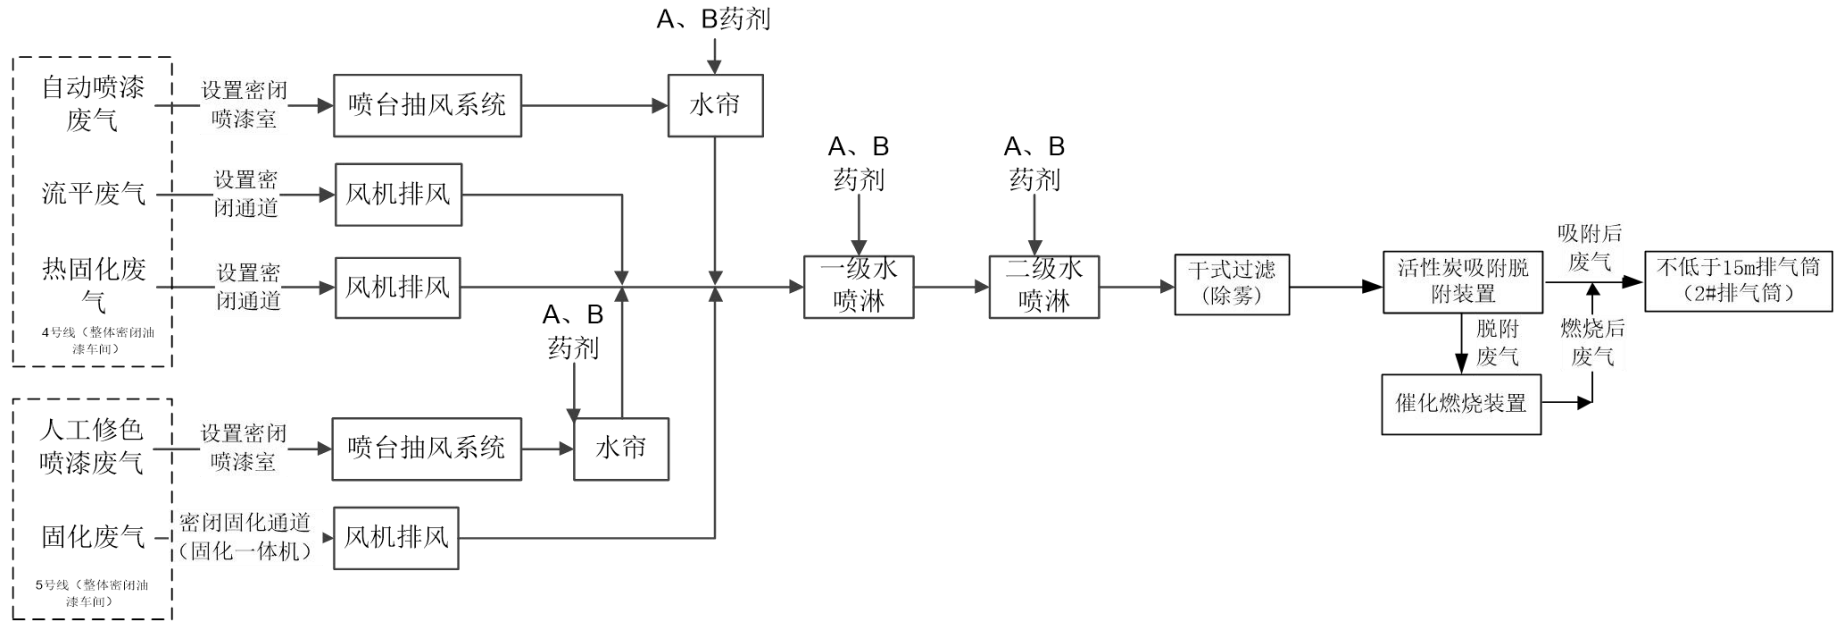 A、B药剂
自动喷漆
废气
设置密闭
喷漆室
喷台抽风系统
水帘
流平废气
设置密
闭通道
风机排风
热固化废
气
设置密
闭通道
风机排风
4号线（整体密闭油
漆车间）
A、B
药剂
一级水
喷淋
A、B
药剂
二级水
喷淋
干式过滤
(除雾)
活性炭吸附脱
附装置
吸附后
废气
不低于15m排气筒
（2#排气筒）
脱附
废气
燃烧后
废气
催化燃烧装置
A、B
药剂
人工修色
喷漆废气
设置密闭
喷漆室
喷台抽风系统
水帘
固化废气
密闭固化通道
（固化一体机）
风机排风
5号线（整体密闭油
漆车间）